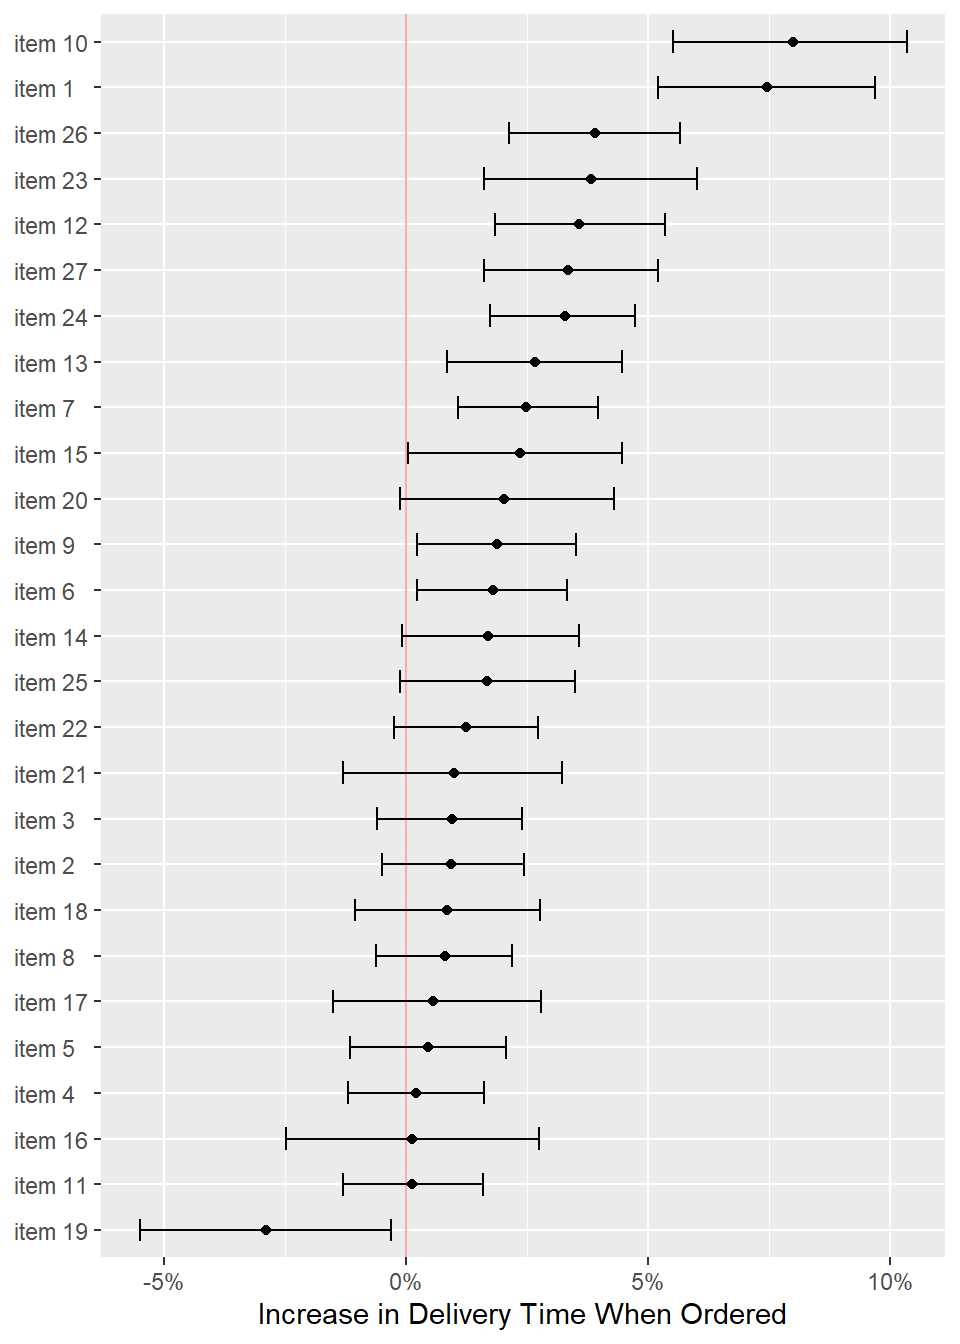 item 10
item 1
item 26
item 23
item 12
item 27
item 24
item 13
item 7
item 15
item 20
item 9
item 6
item 14
item 25
item 22
item 21
item 3
item 2
item 18
item 8
item 17
item 5
item 4
item 16
item 11
item 19
-5% 0% 5% 10%
Increase in Delivery Time When Ordered